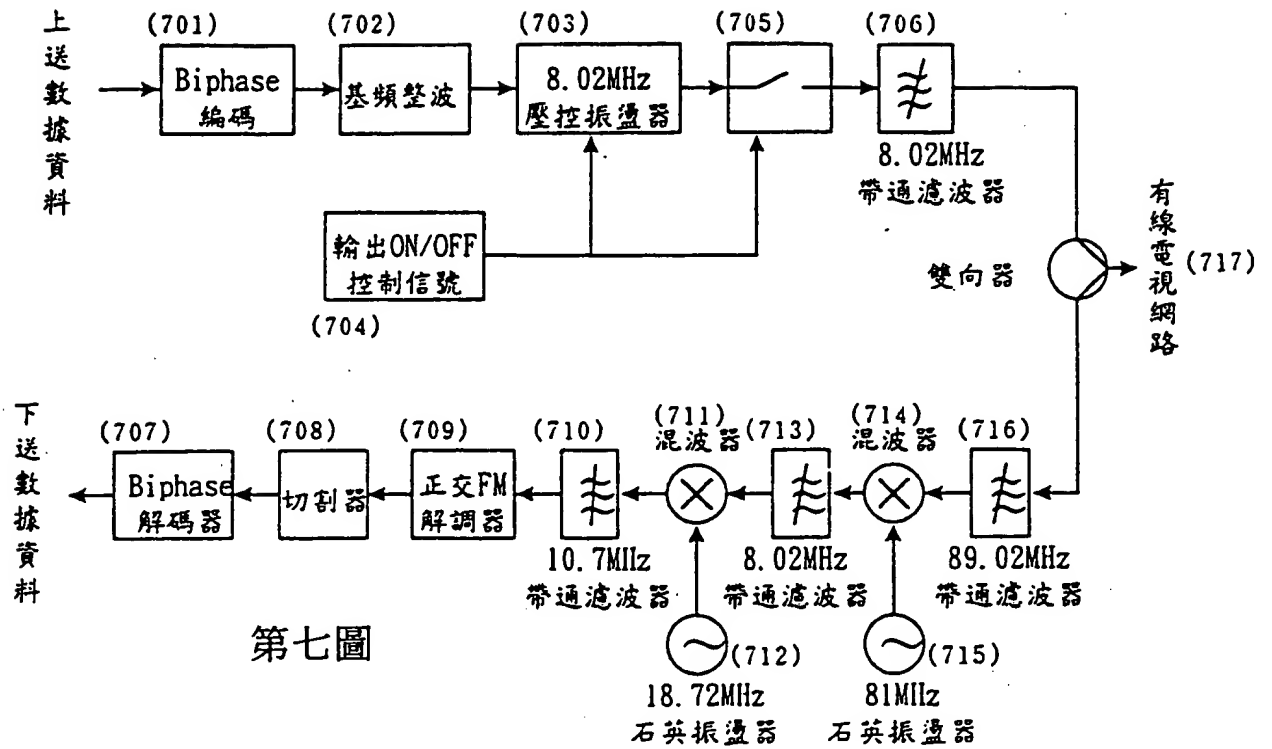 上送數據資料
(701)
Biphase
編碼
(702)
基頻整波
(703)
8.02MHz
壓控振盪器
(705)
(706)
8.02MHz
帶通濾波器
輸出ON/OFF
控制信號
(704)
雙向器
有線電視網路
(717)
下送數據資料
(707)
Biphase
解碼器
(708)
切割器
(709)
正交FM
解調器
(710)
10.7MHz
帶通濾波器
(711)
混波器
(712)
18.72MHz
石英振盪器
(713)
8.02MHz
帶通濾波器
(714)
混波器
(715)
81MHz
石英振盪器
(716)
89.02MHz
帶通濾波器
第七圖